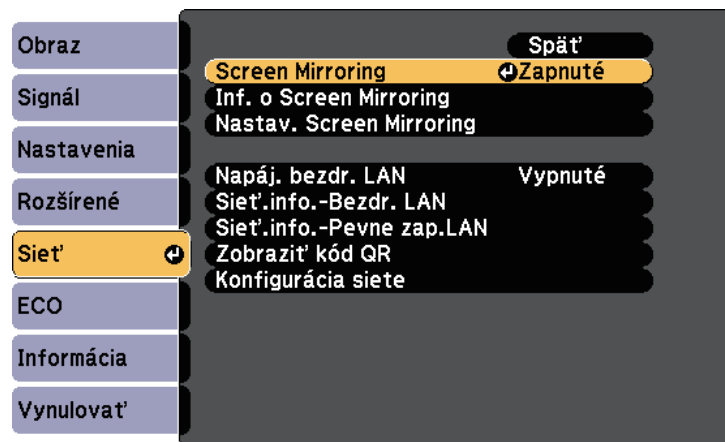 Obraz
Signál
Nastavenia
Rozšírené
Sieť
ECO
Informácia
Vynulovať
Späť
Screen Mirroring Zapnuté
Inf. o Screen Mirroring
Nastav. Screen Mirroring
Napáj. bezdr. LAN Vypnuté
Sieť.info.-Bezdr. LAN
Sieť.info.-Pevne zap.LAN
Zobraziť kód QR
Konfigurácia siete